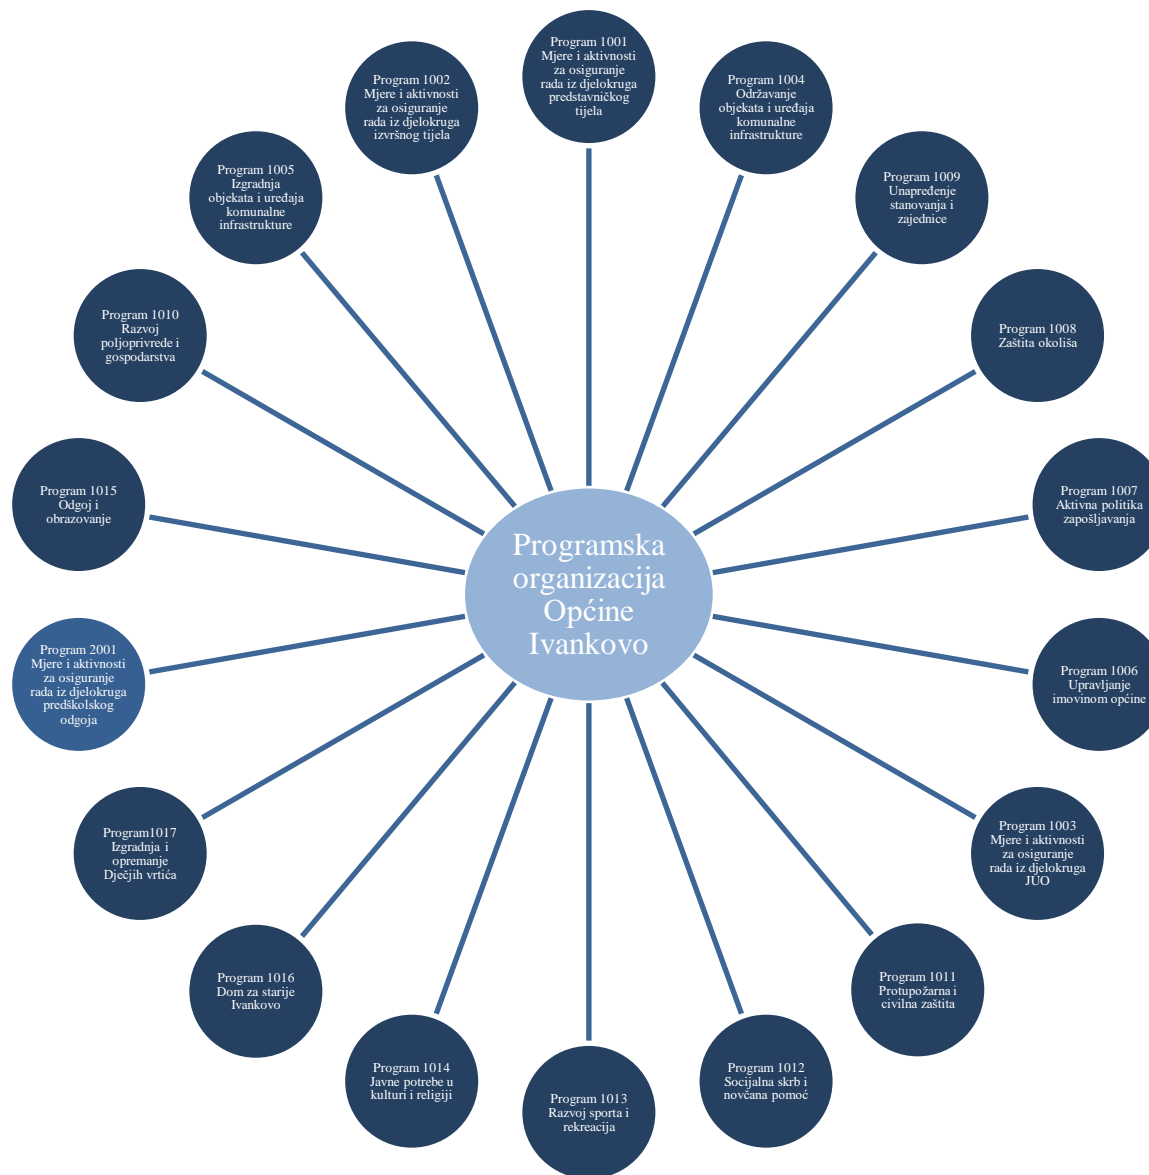 Program 1001
Mjere i aktivnosti
za osiguranje
rada iz djelokruga
predstavničkog
tijela
Program 1004
Održavanje
objekata i uređaja
komunalne
infrastrukture
Program 1009
Unapređenje
stanovanja i
zajednice
Program 1008
Zaštita okoliša
Program 1007
Aktivna politika
zapošljavanja
Program 1006
Upravljanje
imovinom općine
Program 1003
Mjere i aktivnosti
za osiguranje
rada iz djelokruga
JUO
Program 1011
Protupožarna i
civilna zaštita
Program 1012
Socijalna skrb i
novčana pomoć
Program 1013
Razvoj sporta i
rekreacija
Program 1014
Javne potrebe u
kulturi i religiji
Program 1016
Dom za starije
Ivankovo
Program1017
Izgradnja i
opremanje
Dječjih vrtića
Program 2001
Mjere i aktivnosti
za osiguranje
rada iz djelokruga
predškolskog
odgoja
Program 1015
Odgoj i
obrazovanje
Program 1010
Razvoj
poljoprivrede i
gospodarstva
Program 1005
Izgradnja
objekata i uređaja
komunalne
infrastrukture
Program 1002
Mjere i aktivnosti
za osiguranje
rada iz djelokruga
izvršnog tijela
Programska
organizacija
Općine
Ivankovo